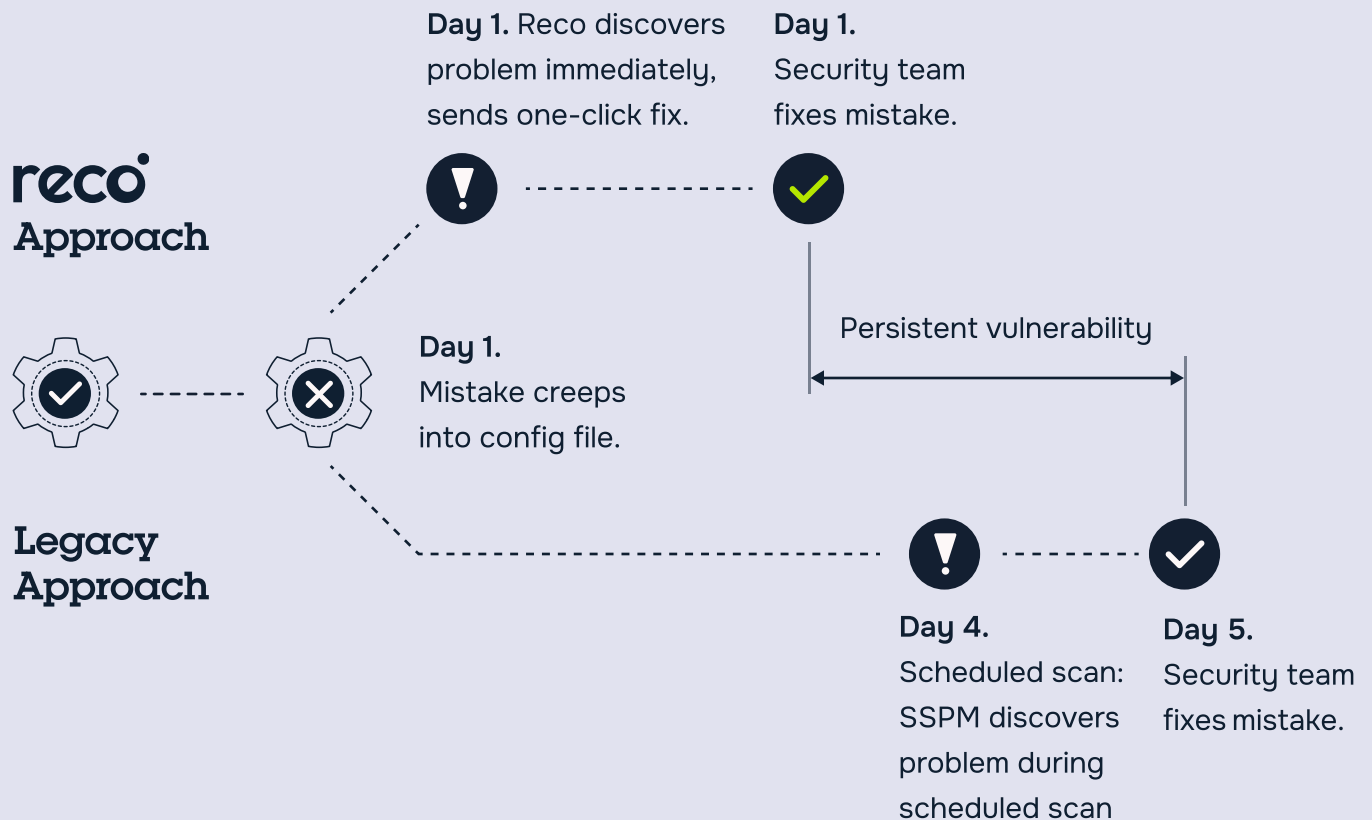 Day 1. Reco discovers
problem immediately,
sends one-click fix.
Day 1.
Security team
fixes mistake.
reco
Approach
Day 1.
Mistake creeps
into config file.
Persistent vulnerability
Legacy
Approach
Day 4.
Scheduled scan:
SSPM discovers
problem during
scheduled scan
Day 5.
Security team
fixes mistake.